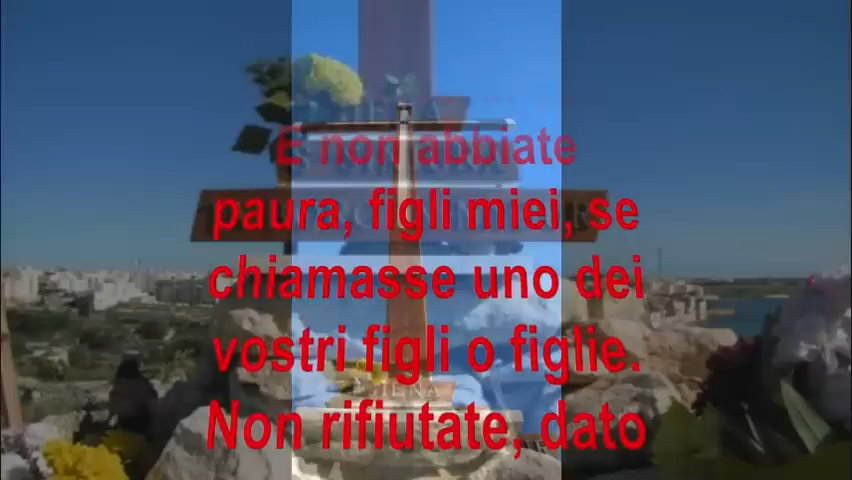 E non abbiate
paura, figli miei, se
chiamasse uno dei
vostri figli o figlie.
Non rifiutate, dato